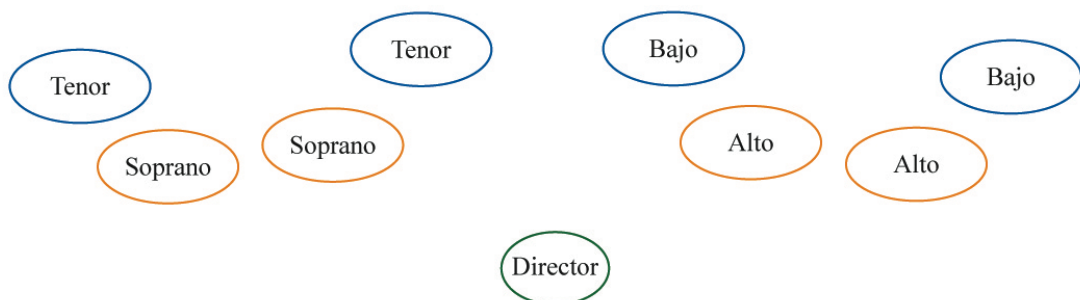 Tenor
Bajo
Bajo
Tenor
Soprano
Alto
Alto
Soprano
Director